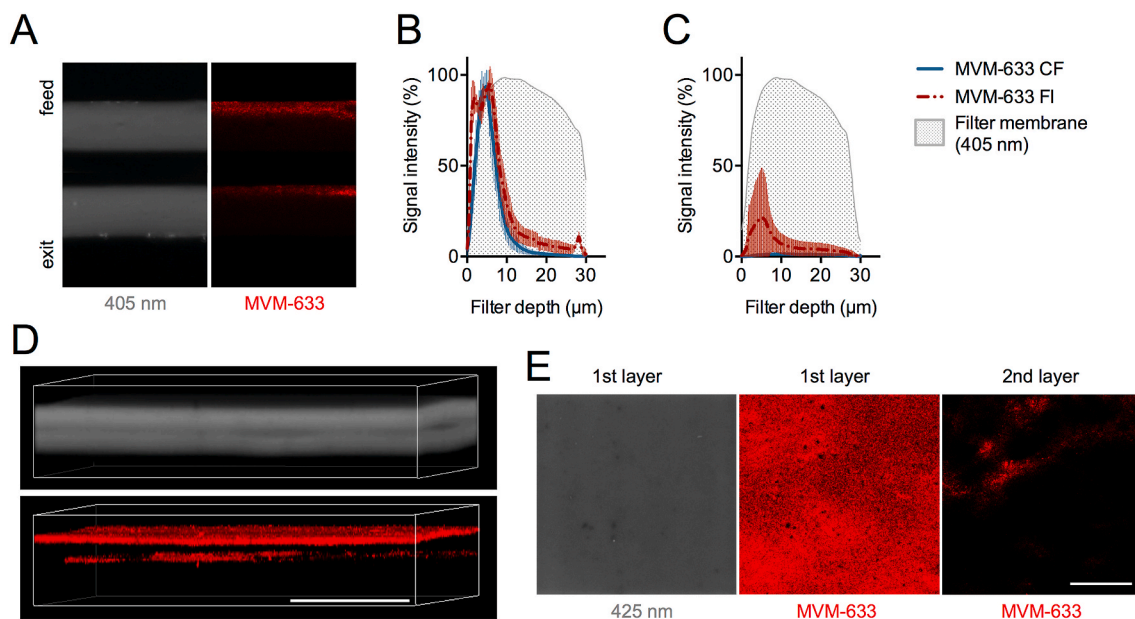 A
feed
exit
405 nm
MVM-633
B
Signal intensity (%)
100
50
0
0
10
20
30
Filter depth (µm)
C
Signal intensity (%)
100
50
0
0
10
20
30
Filter depth (µm)
MVM-633 CF
MVM-633 FI
Filter membrane
(405 nm)
D
E
1st layer
1st layer
2nd layer
425 nm
MVM-633
MVM-633